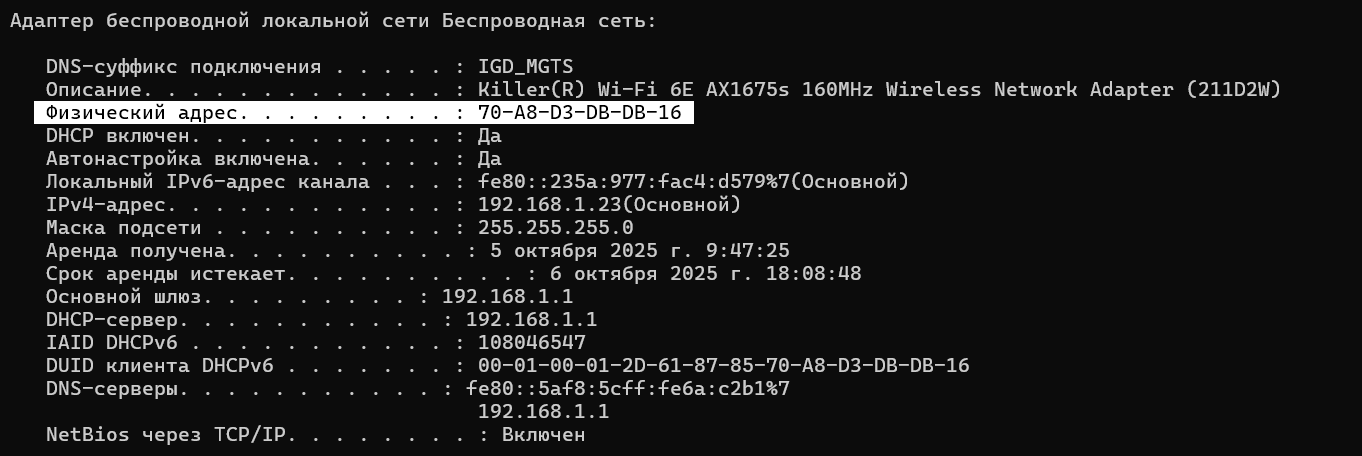 Адаптер беспроводной локальной сети Беспроводная сеть:
DNS-суффикс подключения . . . . . : IGD_MGTS
Описание. . . . . . . . . . . . . : Killer(R) Wi-Fi 6E AX1675s 160MHz Wireless Network Adapter (211D2W)
Физический адрес. . . . . . . . . : 70-A8-D3-DB-DB-16
DHCP включен. . . . . . . . . . . : Да
Автонастройка включена. . . . . . : Да
Локальный IPv6-адрес канала . . . : fe80::235a:977:fac4:d579%7(Основной)
IPv4-адрес. . . . . . . . . . . . : 192.168.1.23(Основной)
Маска подсети . . . . . . . . . . : 255.255.255.0
Аренда получена. . . . . . . . . . : 5 октября 2025 г. 9:47:25
Срок аренды истекает. . . . . . . . . . : 6 октября 2025 г. 18:08:48
Основной шлюз. . . . . . . . . : 192.168.1.1
DHCP-сервер. . . . . . . . . . . : 192.168.1.1
IAID DHCPv6 . . . . . . . . . . . : 108046547
DUID клиента DHCPv6 . . . . . . . : 00-01-00-01-2D-61-87-85-70-A8-D3-DB-DB-16
DNS-серверы. . . . . . . . . . . : fe80::5af8:5cff:fe6a:c2b1%7
192.168.1.1
NetBios через TCP/IP. . . . . . . . : Включен